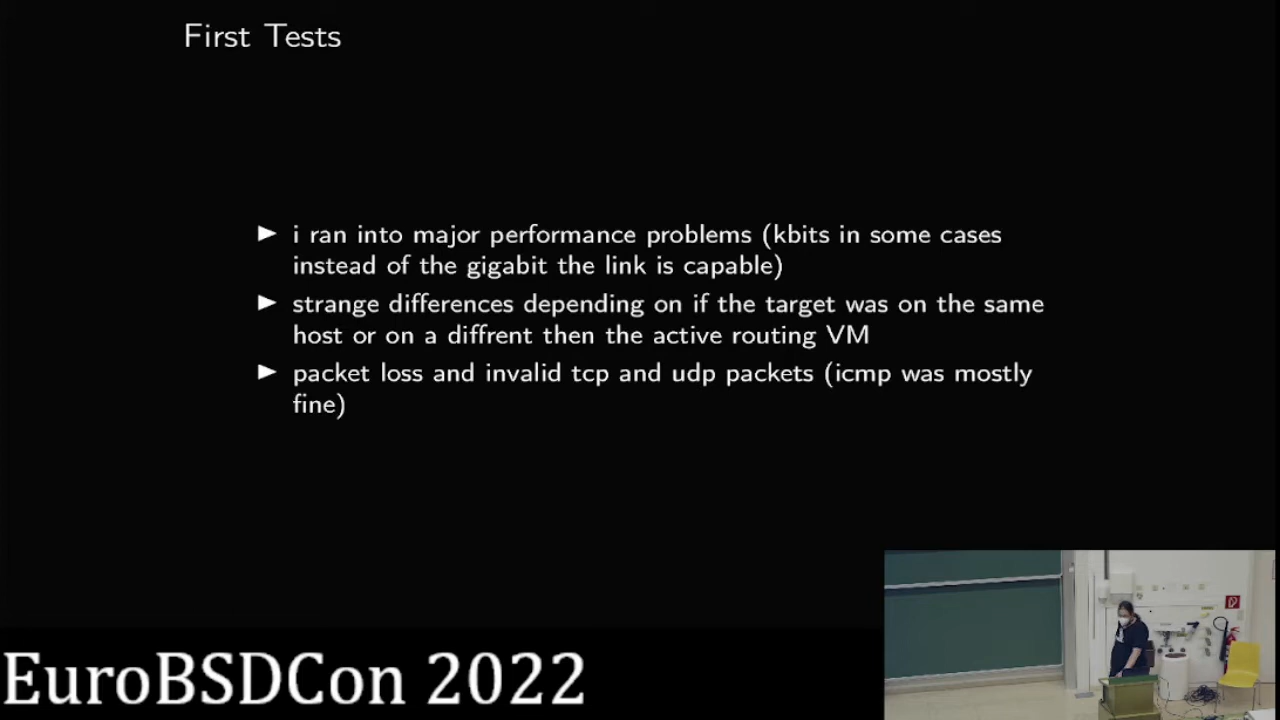 First Tests
▶ i ran into major performance problems (kbits in some cases
instead of the gigabit the link is capable)
▶ strange differences depending on if the target was on the same
host or on a diffrent then the active routing VM
▶ packet loss and invalid tcp and udp packets (icmp was mostly
fine)
EuroBSDCon 2022